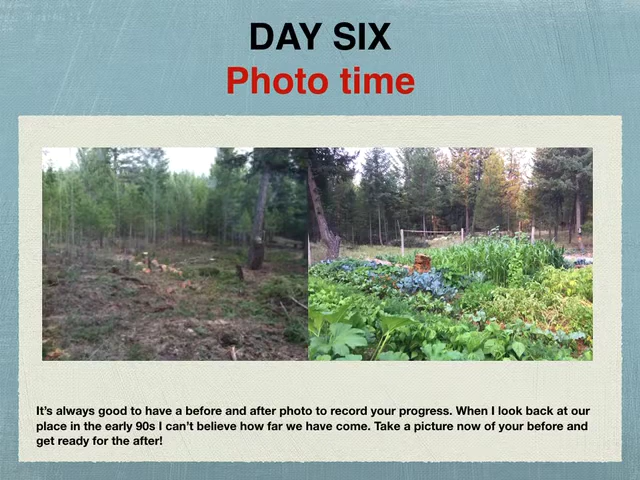 DAY SIX
Photo time
It’s always good to have a before and after photo to record your progress. When I look back at our
place in the early 90s I can’t believe how far we have come. Take a picture now of your before and
get ready for the after!